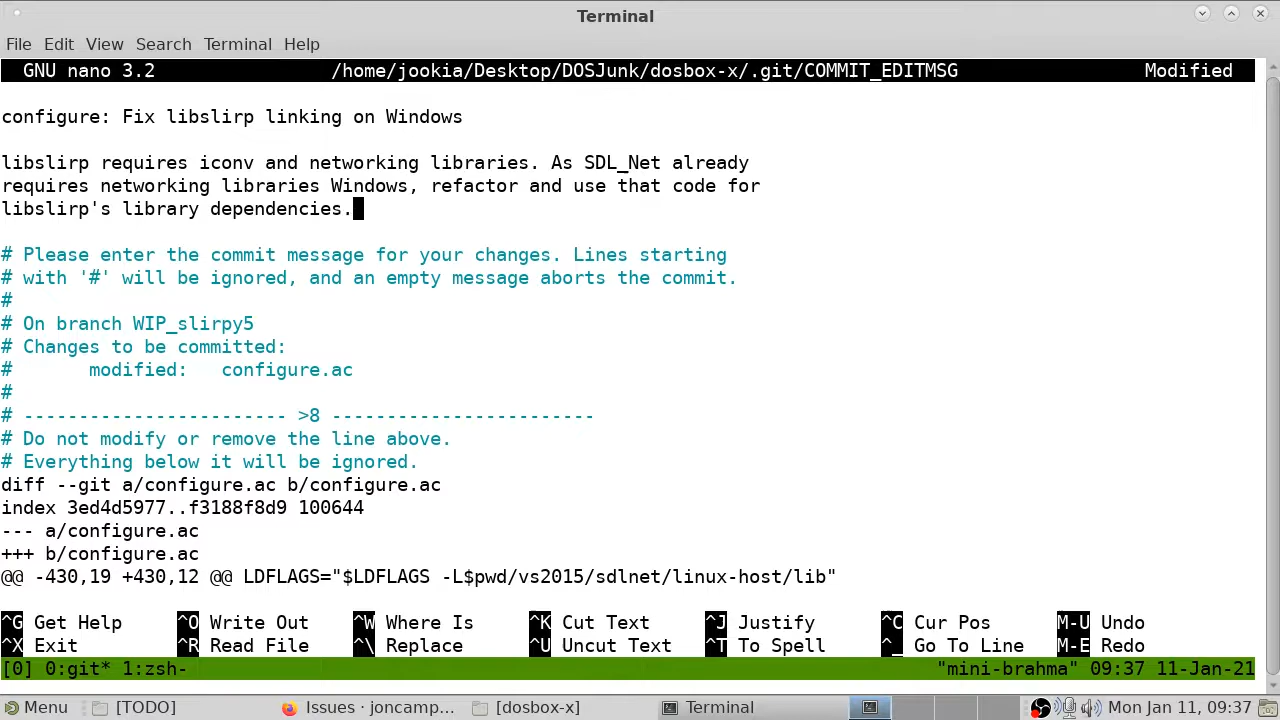 Terminal
File Edit View Search Terminal Help
GNU nano 3.2 /home/jookia/Desktop/DOSJunk/dosbox-x/.git/COMMIT_EDITMSG Modified
configure: Fix libslirp linking on Windows
libslirp requires iconv and networking libraries. As SDL_Net already
requires networking libraries Windows, refactor and use that code for
libslirp's library dependencies.
# Please enter the commit message for your changes. Lines starting
# with '#' will be ignored, and an empty message aborts the commit.
#
# On branch WIP_slirpy5
# Changes to be committed:
#       modified:   configure.ac
#
# ------------------------ >8 ------------------------
# Do not modify or remove the line above.
# Everything below it will be ignored.
diff --git a/configure.ac b/configure.ac
index 3ed4d5977..f3188f8d9 100644
--- a/configure.ac
+++ b/configure.ac
@@ -430,19 +430,12 @@ LDFLAGS="$LDFLAGS -L$pwd/vs2015/sdlnet/linux-host/lib"
^G Get Help ^O Write Out ^W Where Is ^K Cut Text ^J Justify ^C Cur Pos M-U Undo
^X Exit ^R Read File ^\ Replace ^U Uncut Text ^T To Spell ^_ Go To Line M-E Redo
[0] 0:git* 1:zsh- "mini-brahma" 09:37 11-Jan-21
Menu [TODO] Issues · joncamp... [dosbox-x] Terminal Mon Jan 11, 09:37